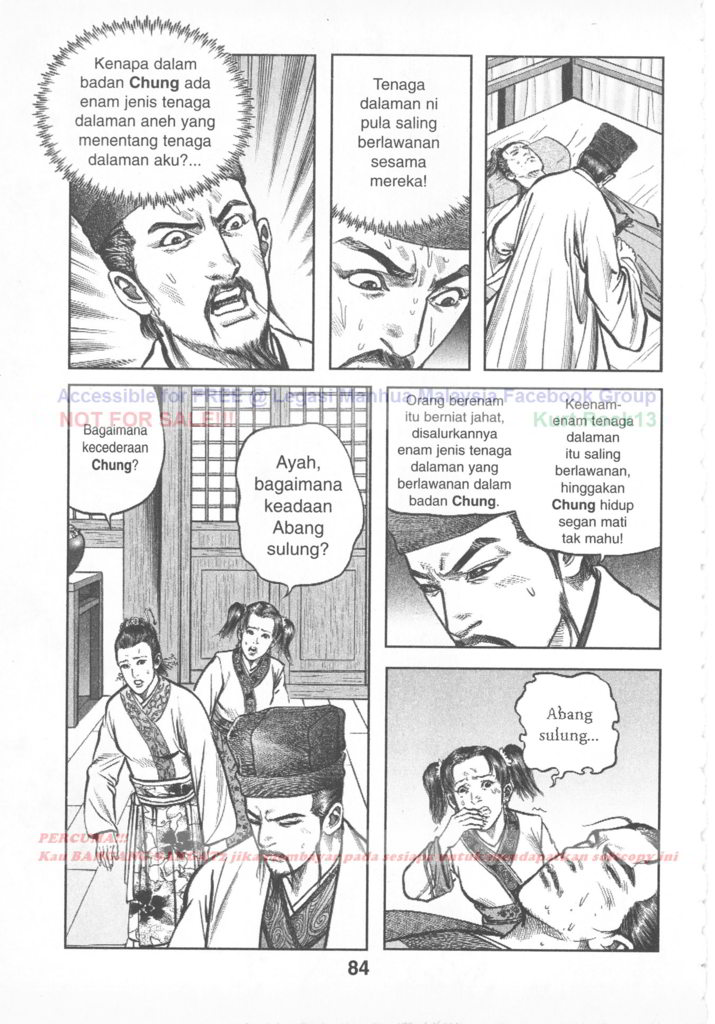 Kenapa dalam
badan Chung ada
enam jenis tenaga
dalaman aneh yang
menentang tenaga
dalaman aku?...
Tenaga
dalaman ni
pula saling
berlawanan
sesama
mereka!
Accessible for FREE @ Legasi Manhua Malaysia Facebook Group
NOT FOR SALE!!!
Bagaimana
kecederaan
Chung?
Ayah,
bagaimana
keadaan
Abang
sulung?
Orang berenam
itu berniat jahat,
disalurkannya
enam jenis tenaga
dalaman yang
berlawanan dalam
badan Chung.
Keenam-
enam tenaga
dalaman
itu saling
berlawanan,
hinggakan
Chung hidup
segan mati
tak mahu!
Abang
sulung...
PERCUMA!!!
84